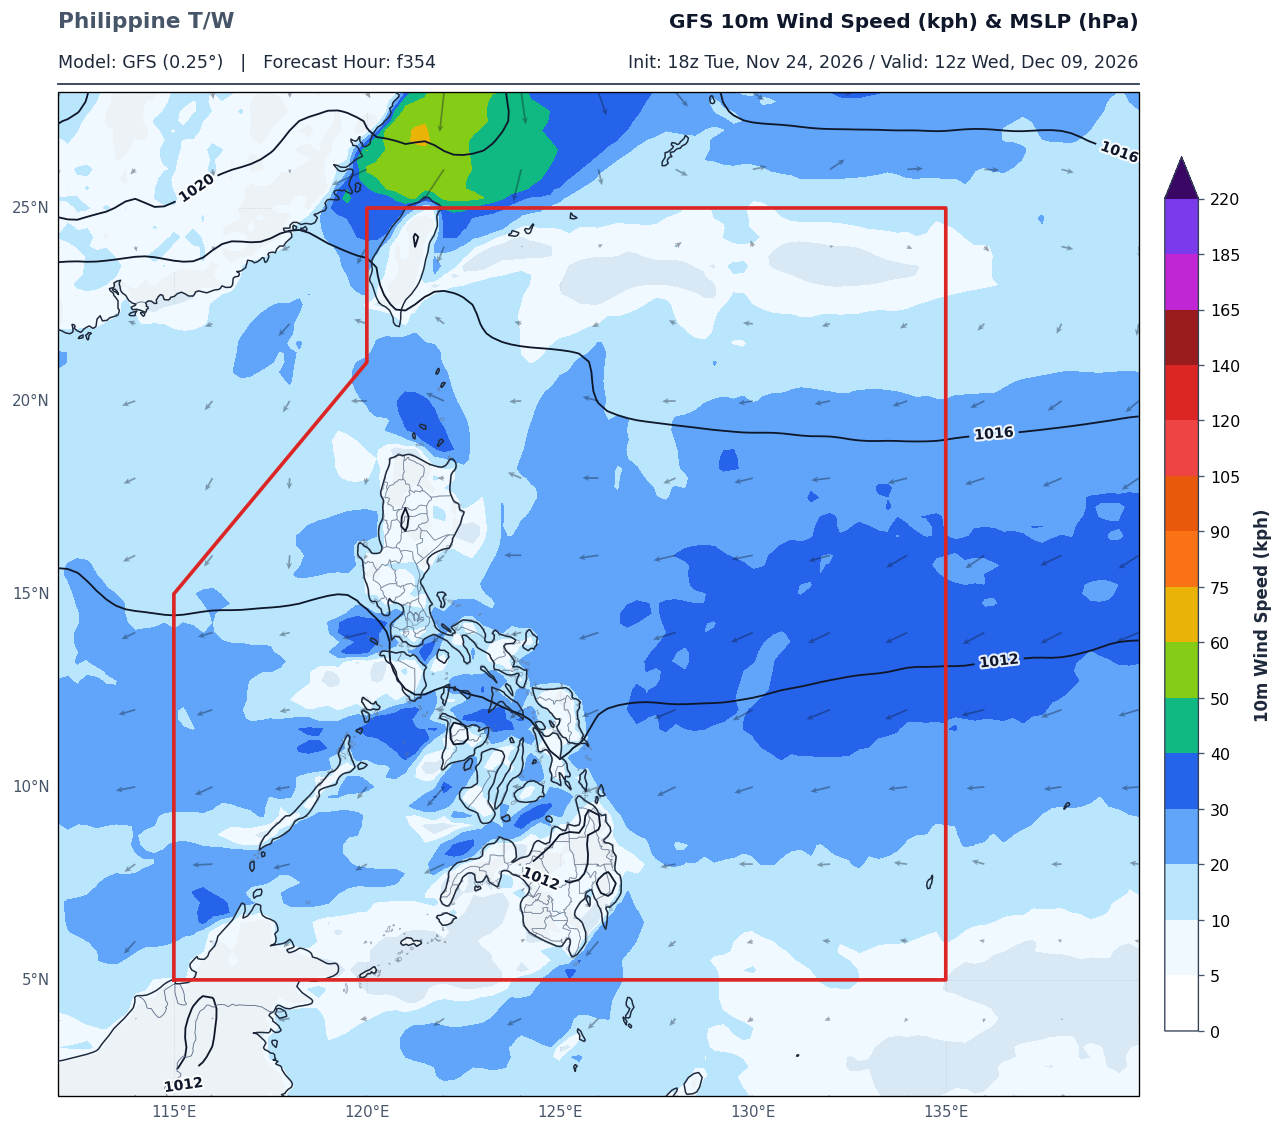 Philippine T/W
GFS 10m Wind Speed (kph) & MSLP (hPa)
Model: GFS (0.25°) | Forecast Hour: f354
Init: 18z Tue, Nov 24, 2026 / Valid: 12z Wed, Dec 09, 2026
1016
1020
25°N
20°N
1016
15°N
1012
10°N
1012
5°N
1012
115°E
120°E
125°E
130°E
135°E
220
185
165
140
120
105
90
75
60
50
40
30
20
10
5
0
10m Wind Speed (kph)